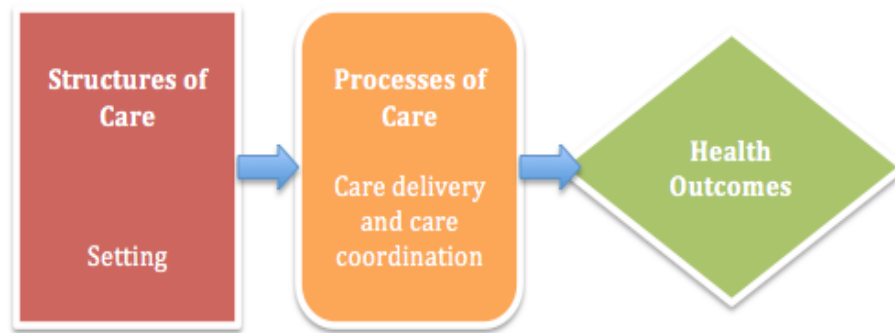 Structures of
Care
Setting
Processes of
Care
Care delivery
and care
coordination
Health
Outcomes